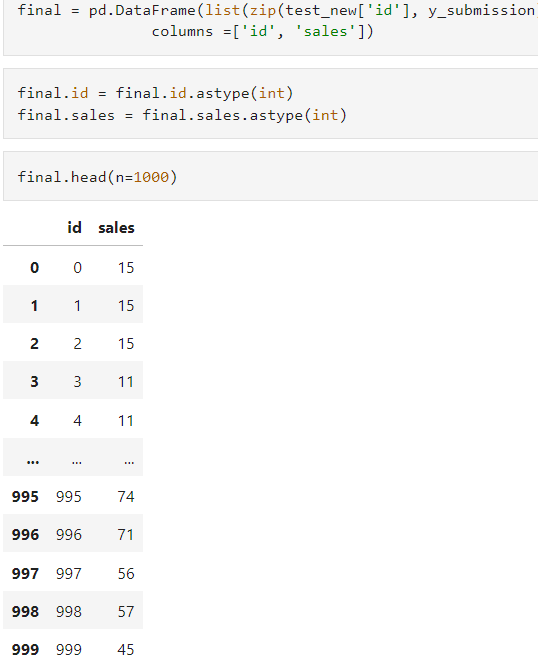 final = pd.DataFrame(list(zip(test_new['id'], y_submission
columns =['id', 'sales'])
final.id = final.id.astype(int)
final.sales = final.sales.astype(int)
final.head(n=1000)
id sales
0 0 15
1 1 15
2 2 15
3 3 11
4 4 11
... ... ...
995 995 74
996 996 71
997 997 56
998 998 57
999 999 45